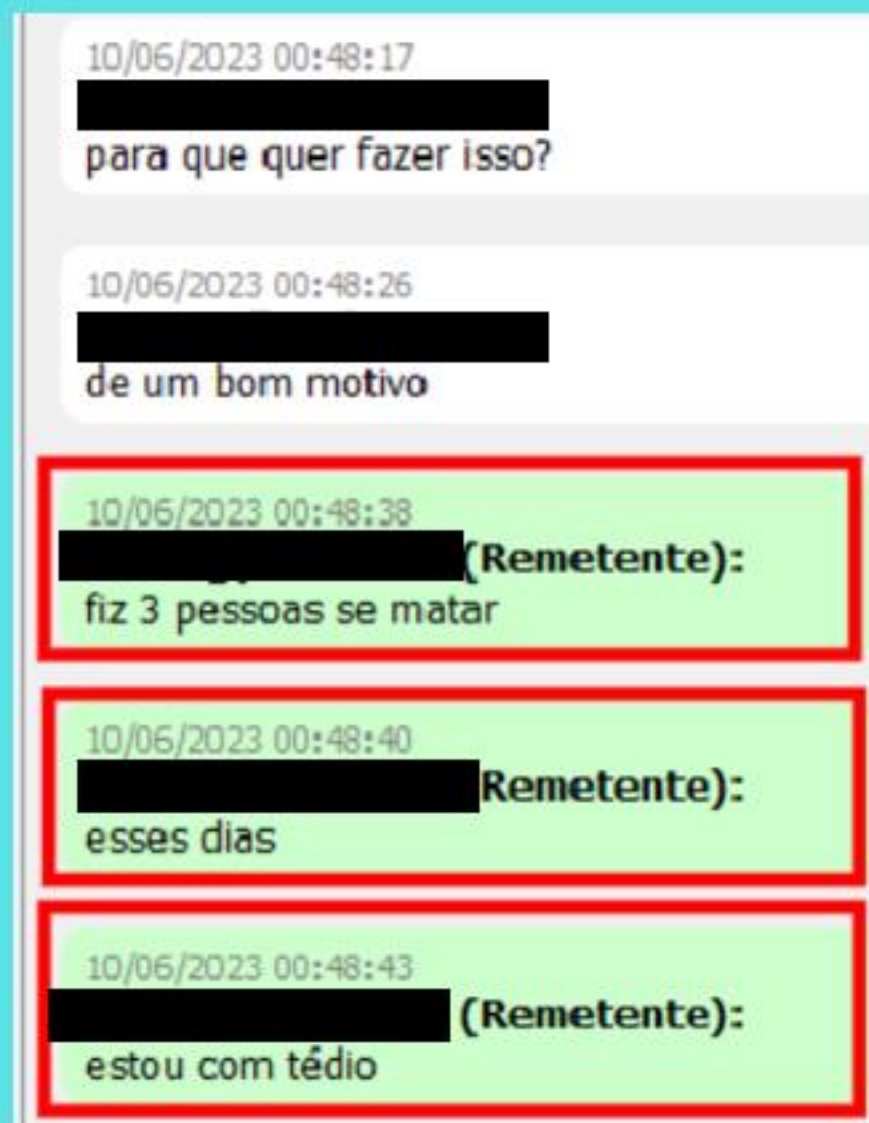 10/06/2023 00:48:17
para que quer fazer isso?
10/06/2023 00:48:26
de um bom motivo
10/06/2023 00:48:38
(Remetente):
fiz 3 pessoas se matar
10/06/2023 00:48:40
Remetente):
esses dias
10/06/2023 00:48:43
(Remetente):
estou com tédio